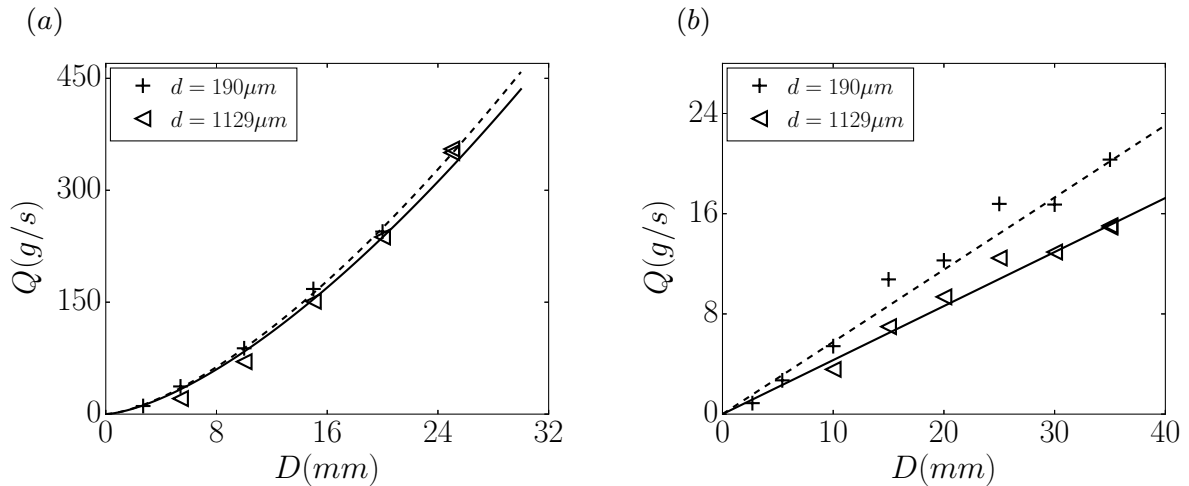 (a)
450
300
150
0
Q(g/s)
d = 190μm
d = 1129μm
0 8 16 24 32
D(mm)
(b)
24
16
8
0
Q(g/s)
d = 190μm
d = 1129μm
0 10 20 30 40
D(mm)